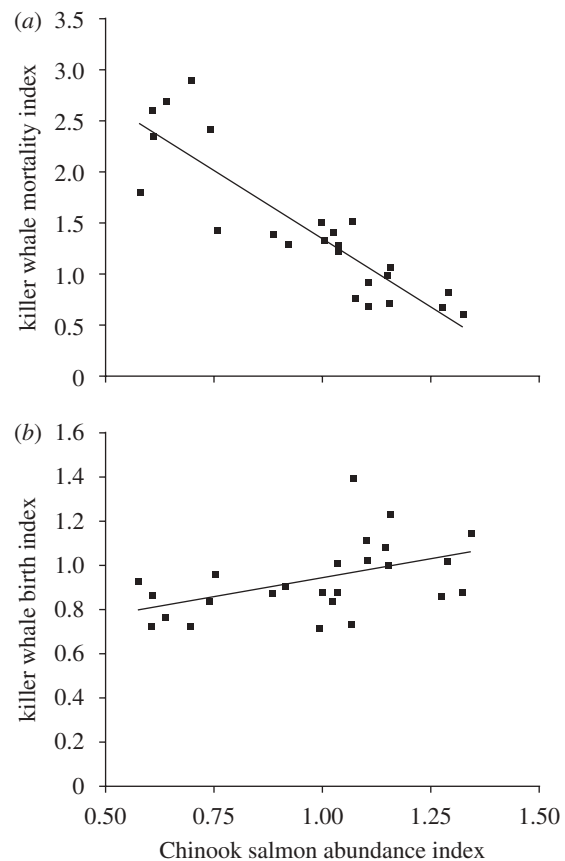 (a)
3.5
3.0
2.5
2.0
1.5
1.0
0.5
0
killer whale mortality index
(b)
1.6
1.4
1.2
1.0
0.8
0.6
0.4
0.2
0
killer whale birth index
0.50 0.75 1.00 1.25 1.50
Chinook salmon abundance index